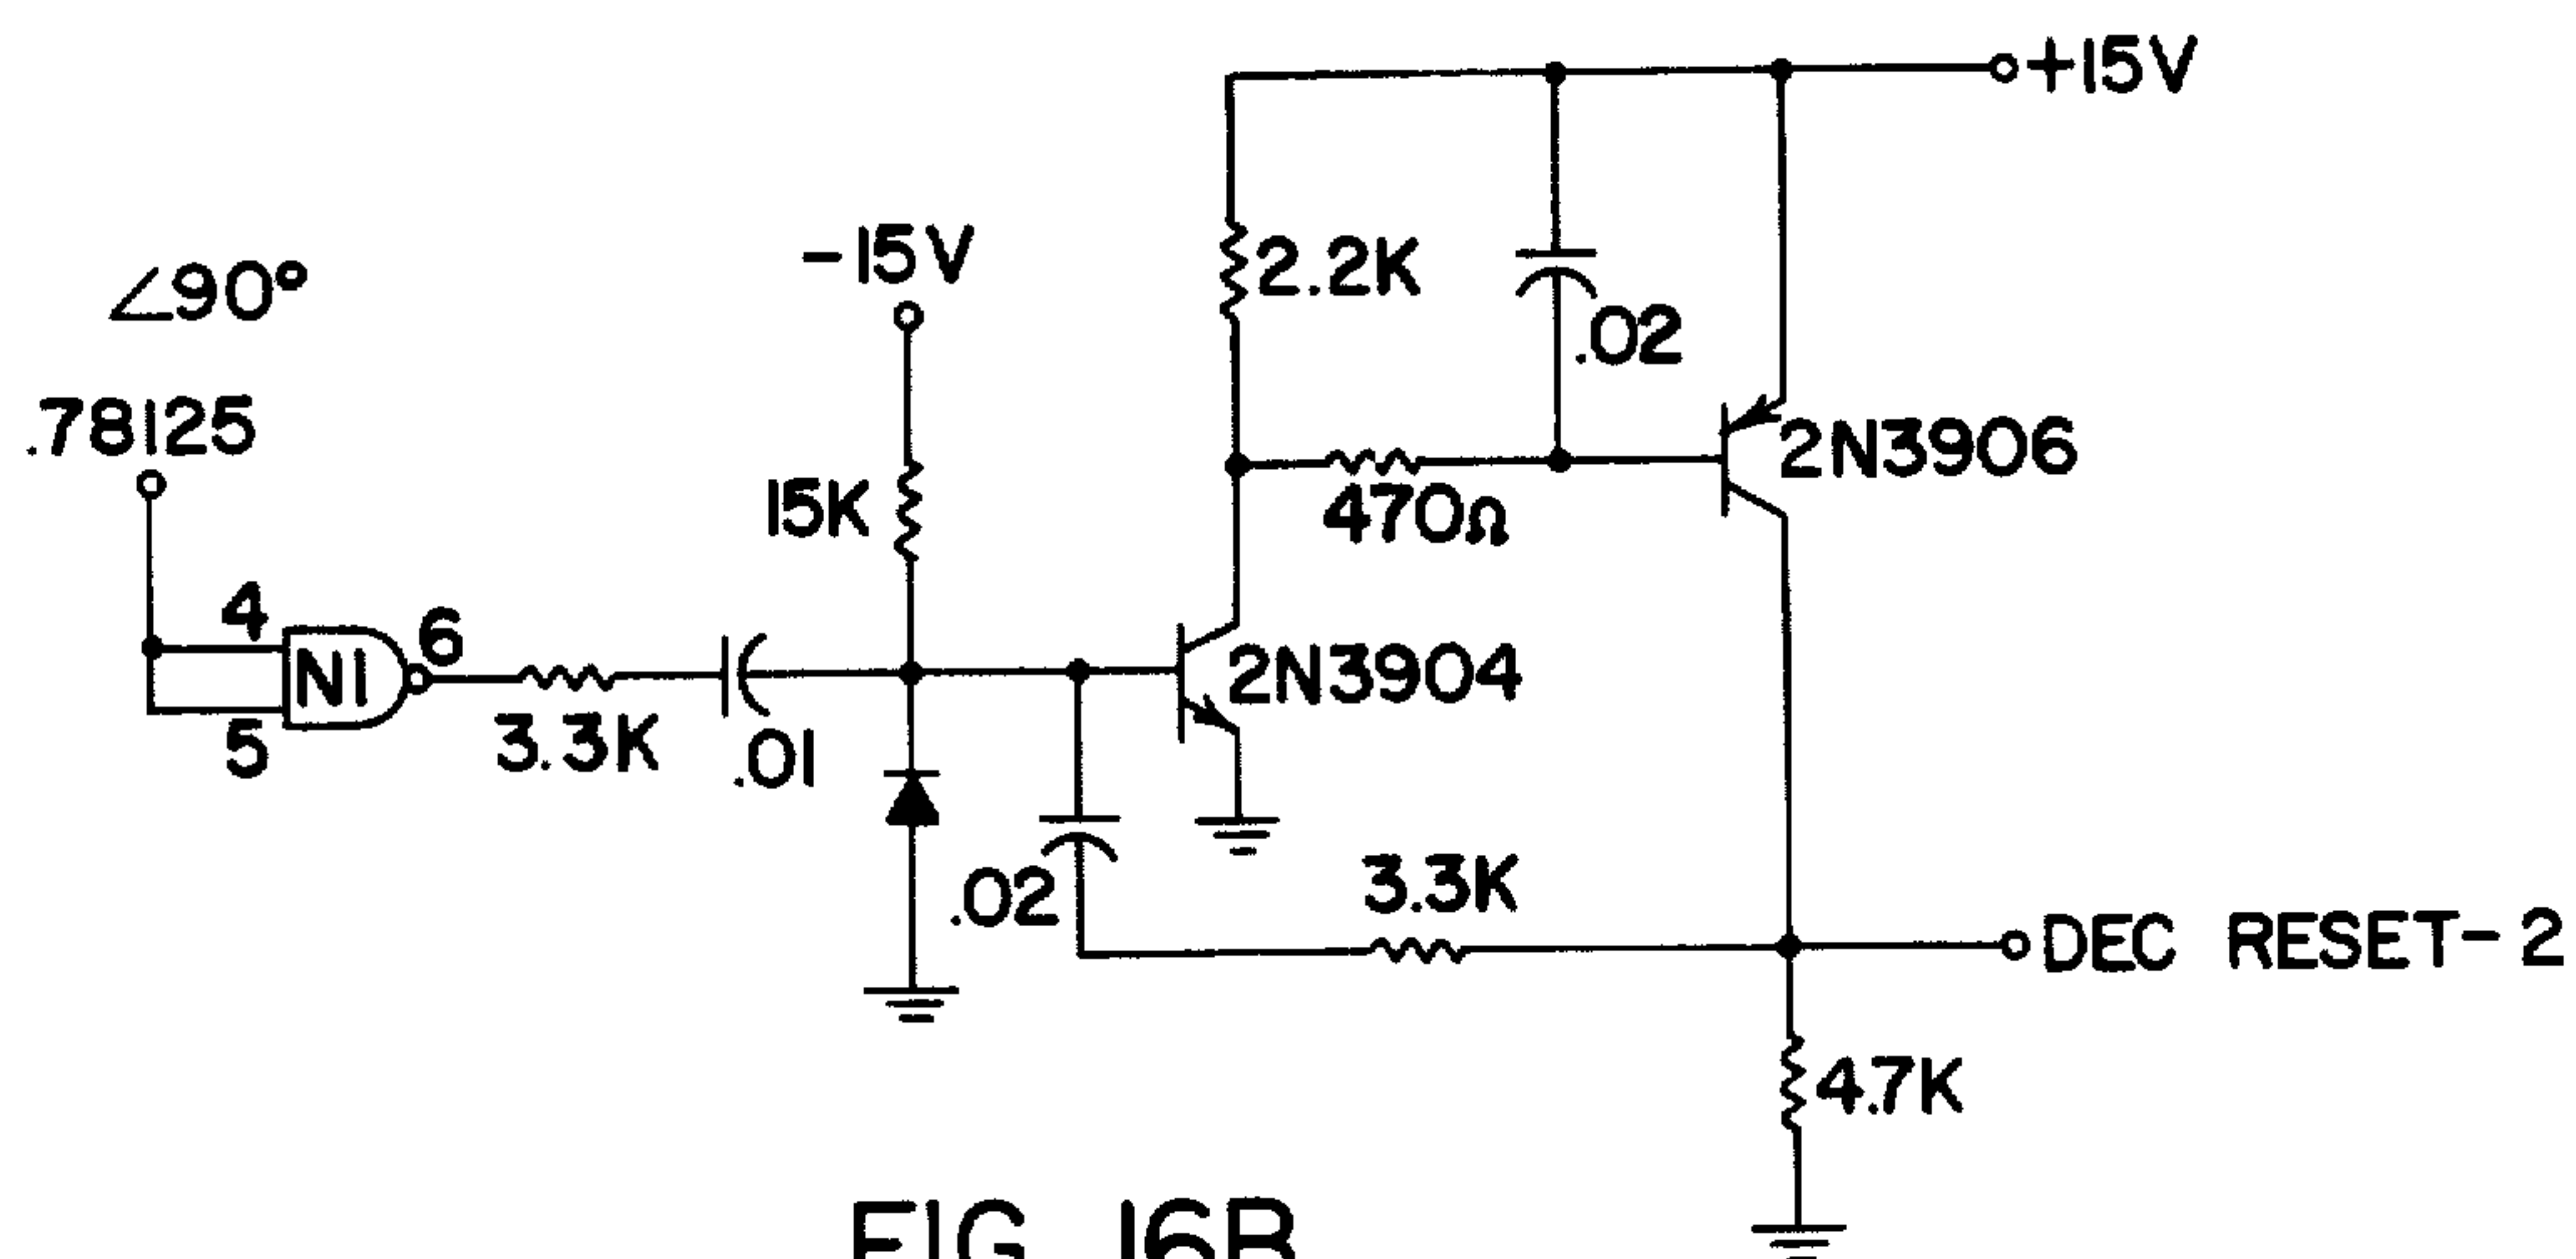 +15V
-15V
2.2K
∠90°
.02
.78125
2N3906
15K
470Ω
4
6
N1
2N3904
5
3.3K
.01
.02
3.3K
DEC RESET-2
4.7K
FIG. 16B